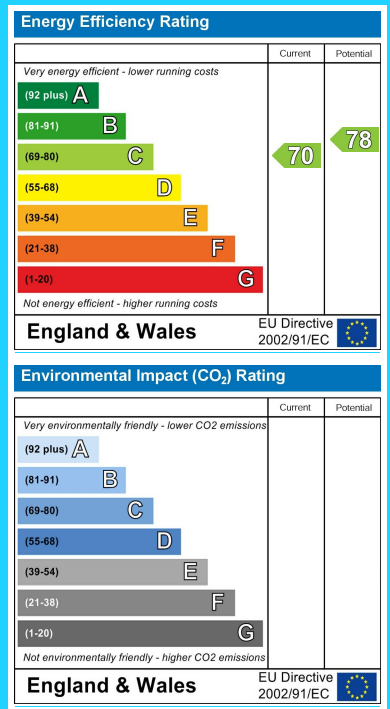 Energy Efficiency Rating
Current Potential
Very energy efficient - lower running costs
(92 plus) A
(81-91) B
(69-80) C
(55-68) D
(39-54) E
(21-38) F
(1-20) G
70
78
Not energy efficient - higher running costs
England & Wales
EU Directive
2002/91/EC
Environmental Impact (CO₂) Rating
Current Potential
Very environmentally friendly - lower CO2 emissions
(92 plus) A
(81-91) B
(69-80) C
(55-68) D
(39-54) E
(21-38) F
(1-20) G
Not environmentally friendly - higher CO2 emissions
England & Wales
EU Directive
2002/91/EC